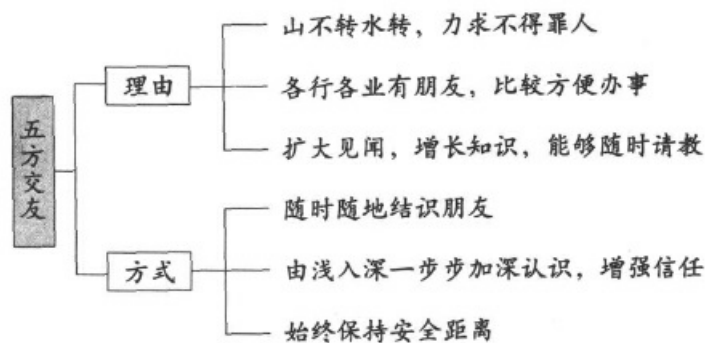 五方交友
理由
山不转水转，力求不得罪人
各行各业有朋友，比较方便办事
扩大见闻，增长知识，能够随时请教
方式
随时随地结识朋友
由浅入深一步步加深认识，增强信任
始终保持安全距离